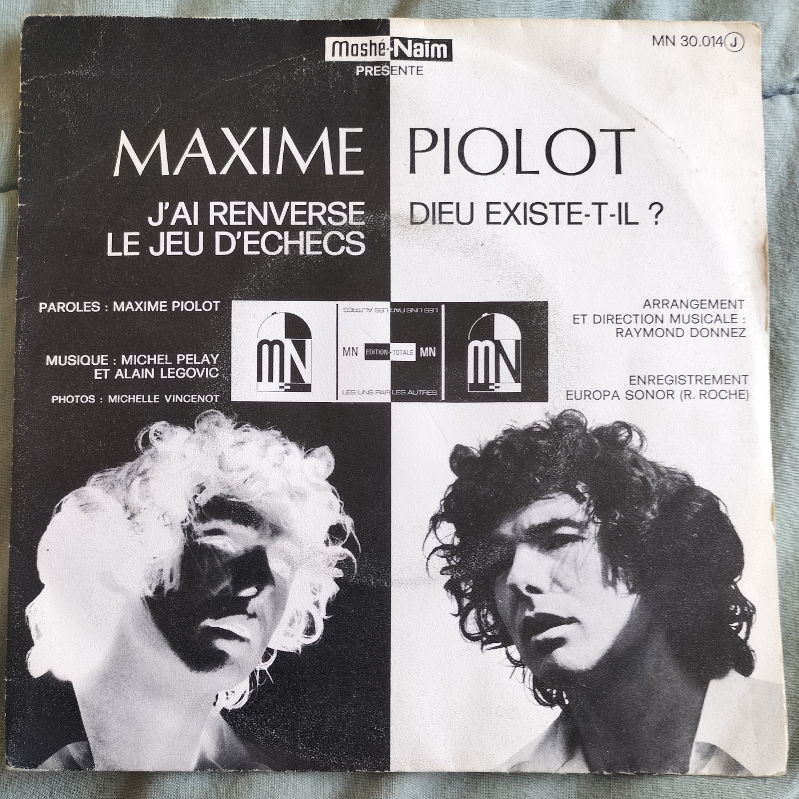 Moshé-Naïm
PRESENTE
MN 30.014 J
MAXIME PIOLOT
J'AI RENVERSE
LE JEU D'ECHECS
DIEU EXISTE-T-IL ?
PAROLES : MAXIME PIOLOT
MUSIQUE : MICHEL PELAY
ET ALAIN LEGOVIC
PHOTOS : MICHELLE VINCENOT
MN
LES UNS PAR LES AUTRES
MN EDITION-TOTALE MN
LES UNS PAR LES AUTRES
MN
ARRANGEMENT
ET DIRECTION MUSICALE :
RAYMOND DONNEZ
ENREGISTREMENT
EUROPA SONOR (R. ROCHE)